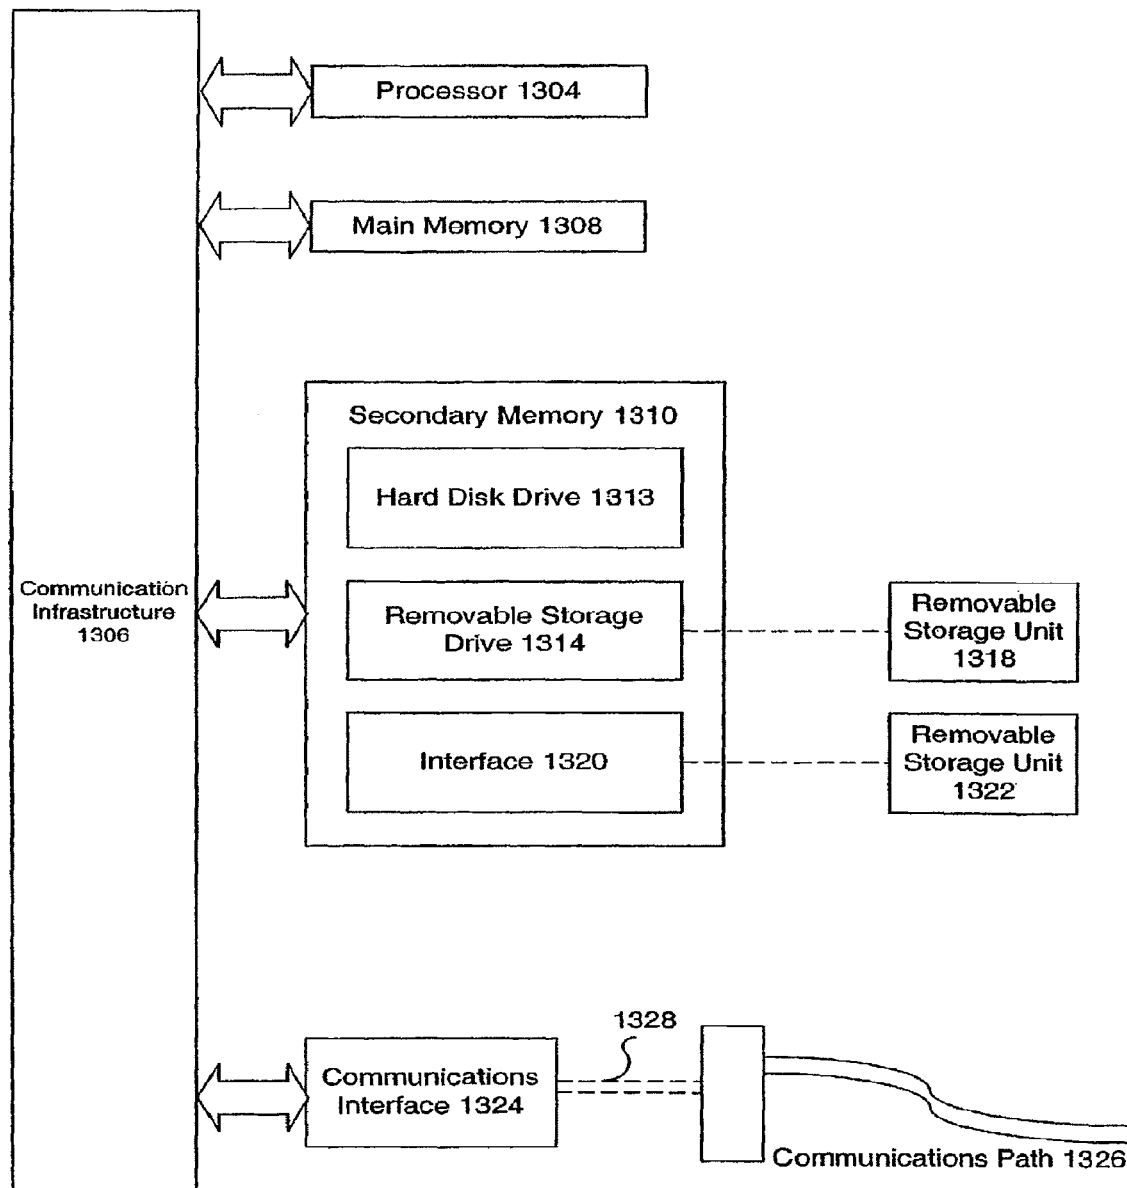 Processor 1304
Main Memory 1308
Secondary Memory 1310
Hard Disk Drive 1313
Communication
Infrastructure
1306
Removable Storage
Drive 1314
Removable
Storage Unit
1318
Interface 1320
Removable
Storage Unit
1322
1328
Communications
Interface 1324
Communications Path 1326